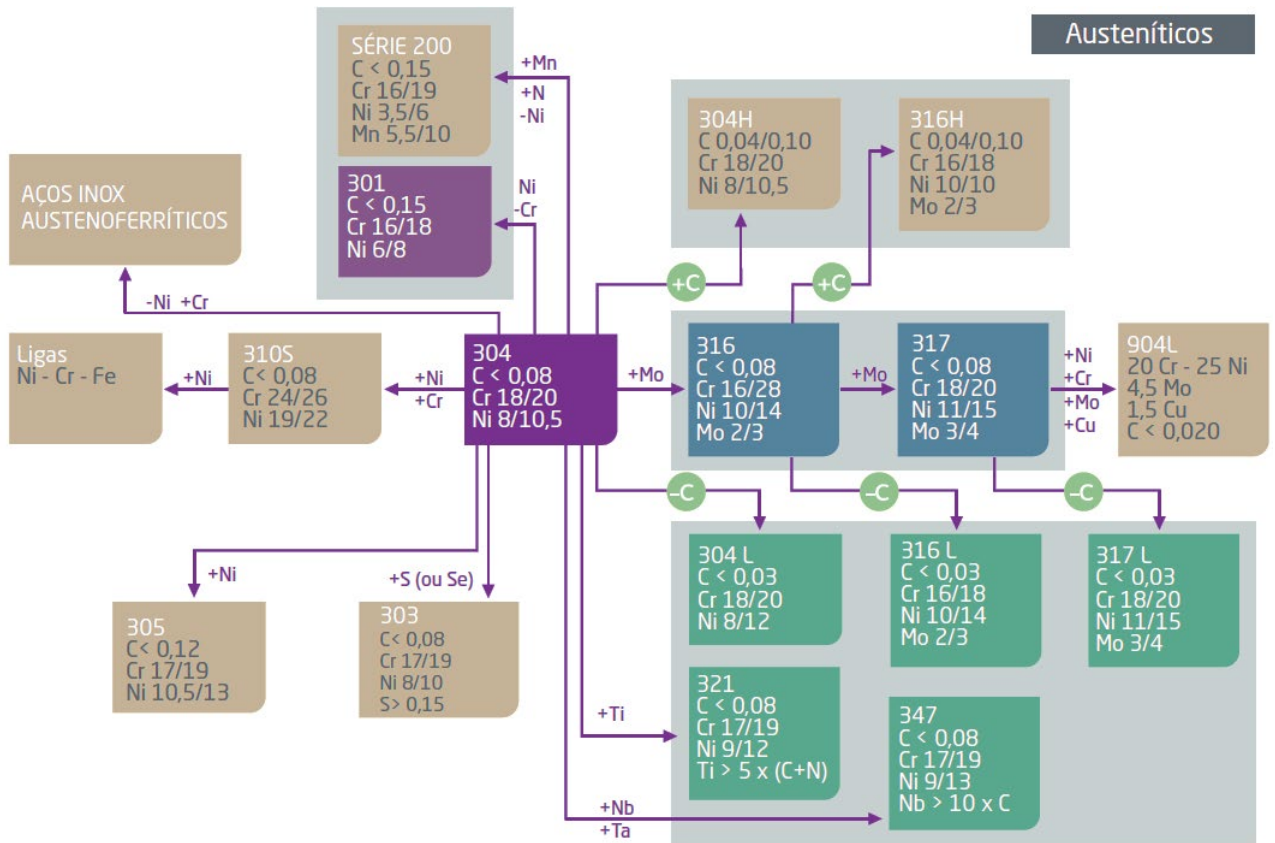 Austeníticos
SÉRIE 200
C < 0,15
Cr 16/19
Ni 3,5/6
Mn 5,5/10
+Mn
+N
-Ni
301
C < 0,15
Cr 16/18
Ni 6/8
Ni
-Cr
304H
C 0,04/0,10
Cr 18/20
Ni 8/10,5
316H
C 0,04/0,10
Cr 16/18
Ni 10/10
Mo 2/3
AÇOS INOX
AUSTENOFERRÍTICOS
-Ni +Cr
+C
+C
Ligas
Ni - Cr - Fe
+Ni
310S
C< 0,08
Cr 24/26
Ni 19/22
+Ni
+Cr
304
C < 0,08
Cr 18/20
Ni 8/10,5
+Mo
316
C < 0,08
Cr 16/28
Ni 10/14
Mo 2/3
+Mo
317
C < 0,08
Cr 18/20
Ni 11/15
Mo 3/4
+Ni
+Cr
+Mo
+Cu
904L
20 Cr - 25 Ni
4,5 Mo
1,5 Cu
C < 0,020
-C
-C
-C
+Ni
305
C< 0,12
Cr 17/19
Ni 10,5/13
+S (ou Se)
303
C< 0,08
Cr 17/19
Ni 8/10
S> 0,15
304 L
C < 0,03
Cr 18/20
Ni 8/12
316 L
C < 0,03
Cr 16/18
Ni 10/14
Mo 2/3
317 L
C < 0,03
Cr 18/20
Ni 11/15
Mo 3/4
+Ti
321
C < 0,08
Cr 17/19
Ni 9/12
Ti > 5 x (C+N)
+Nb
+Ta
347
C < 0,08
Cr 17/19
Ni 9/13
Nb > 10 x C